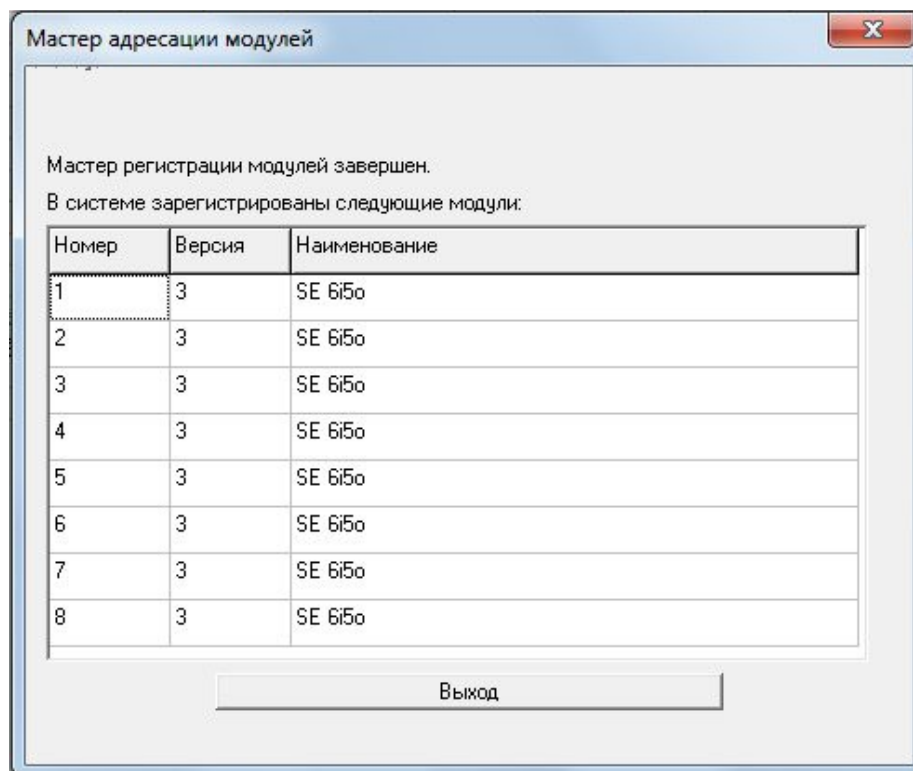 Мастер адресации модулей
Мастер регистрации модулей завершен.
В системе зарегистрированы следующие модули:
Номер Версия Наименование
1 3 SE 6i5o
2 3 SE 6i5o
3 3 SE 6i5o
4 3 SE 6i5o
5 3 SE 6i5o
6 3 SE 6i5o
7 3 SE 6i5o
8 3 SE 6i5o
Выход